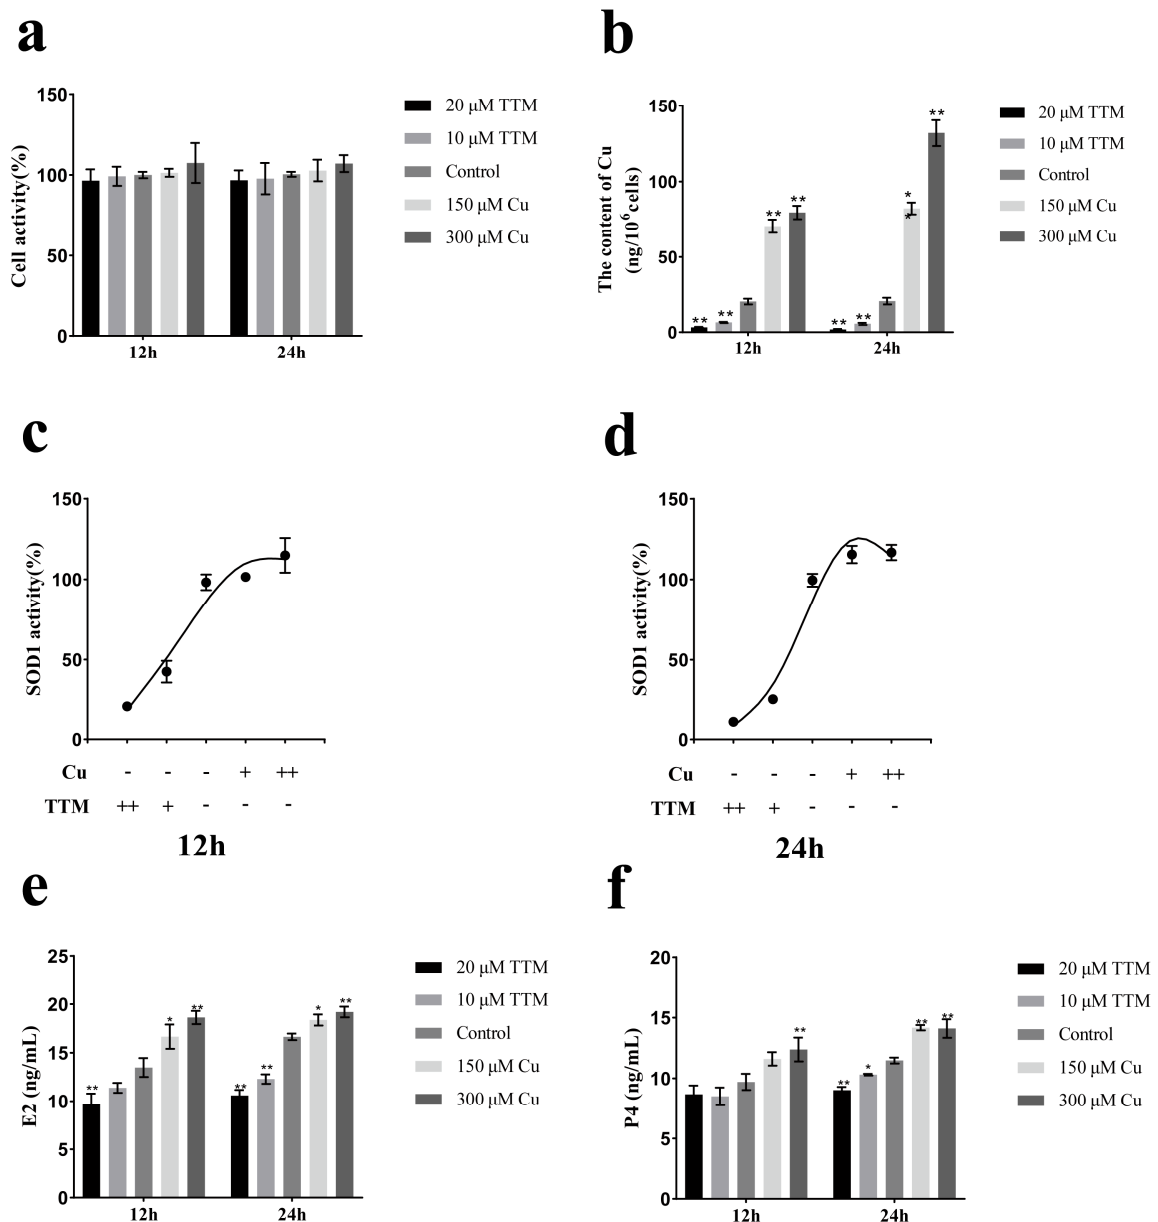 a
Cell activity(%)
150
100
50
0
12h
24h
20 μM TTM
10 μM TTM
Control
150 μM Cu
300 μM Cu
b
The content of Cu
(ng/10⁶cells)
150
100
50
0
** ** ** **
** ** ** **
12h
24h
20 μM TTM
10 μM TTM
Control
150 μM Cu
300 μM Cu
c
SOD1 activity(%)
150
100
50
0
Cu - - - + ++
TTM ++ + - - -
12h
d
SOD1 activity(%)
150
100
50
0
Cu - - - + ++
TTM ++ + - - -
24h
e
E2 (ng/mL)
25
20
15
10
5
0
** * **
** ** * **
12h
24h
20 μM TTM
10 μM TTM
Control
150 μM Cu
300 μM Cu
f
P4 (ng/mL)
20
15
10
5
0
**
** * ** **
12h
24h
20 μM TTM
10 μM TTM
Control
150 μM Cu
300 μM Cu